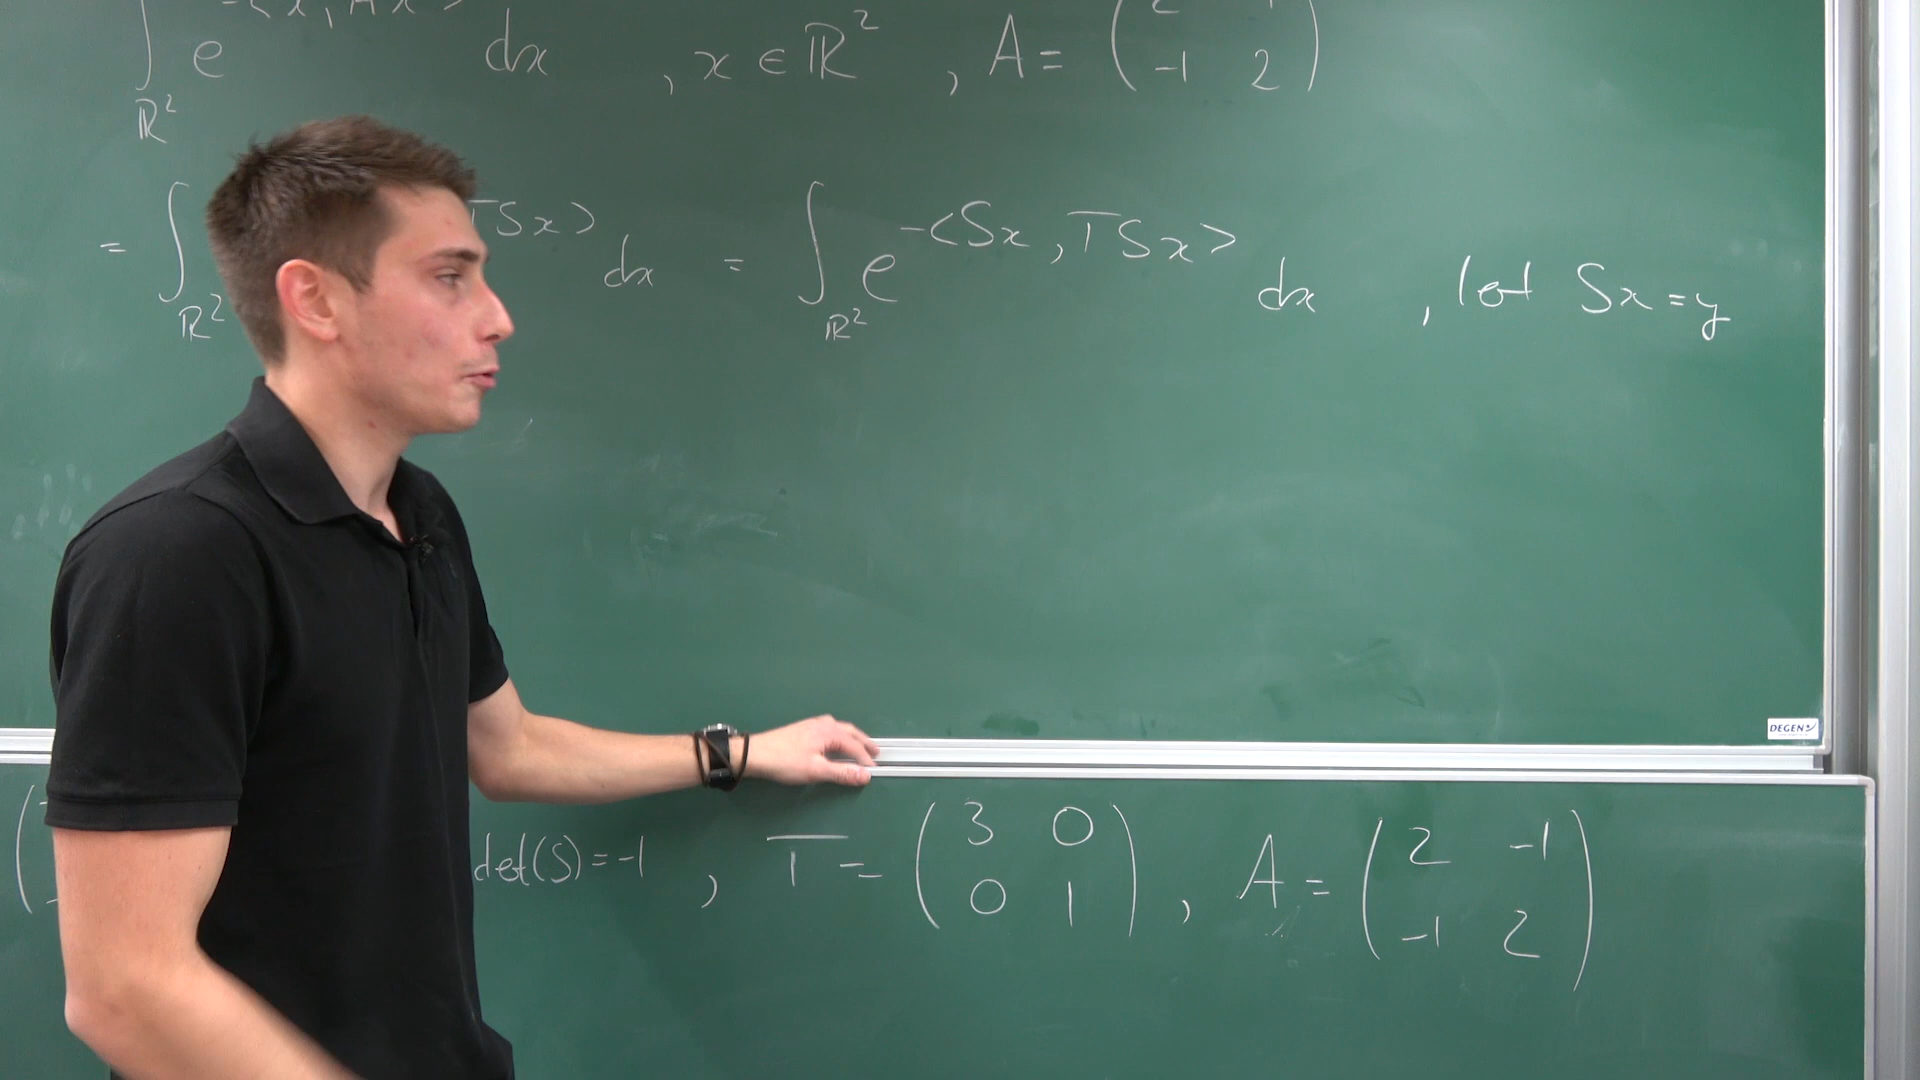 ∫_{ℝ²} e^{-<x, Ax>} dx , x ∈ ℝ² , A = ( 2 -1 ; -1 2 )
= ∫_{ℝ²} TSx> dx = ∫_{ℝ²} e^{-<Sx, TSx>} dx , let Sx = y
DEGEN
det(S) = -1 , T = ( 3 0 ; 0 1 ) , A = ( 2 -1 ; -1 2 )